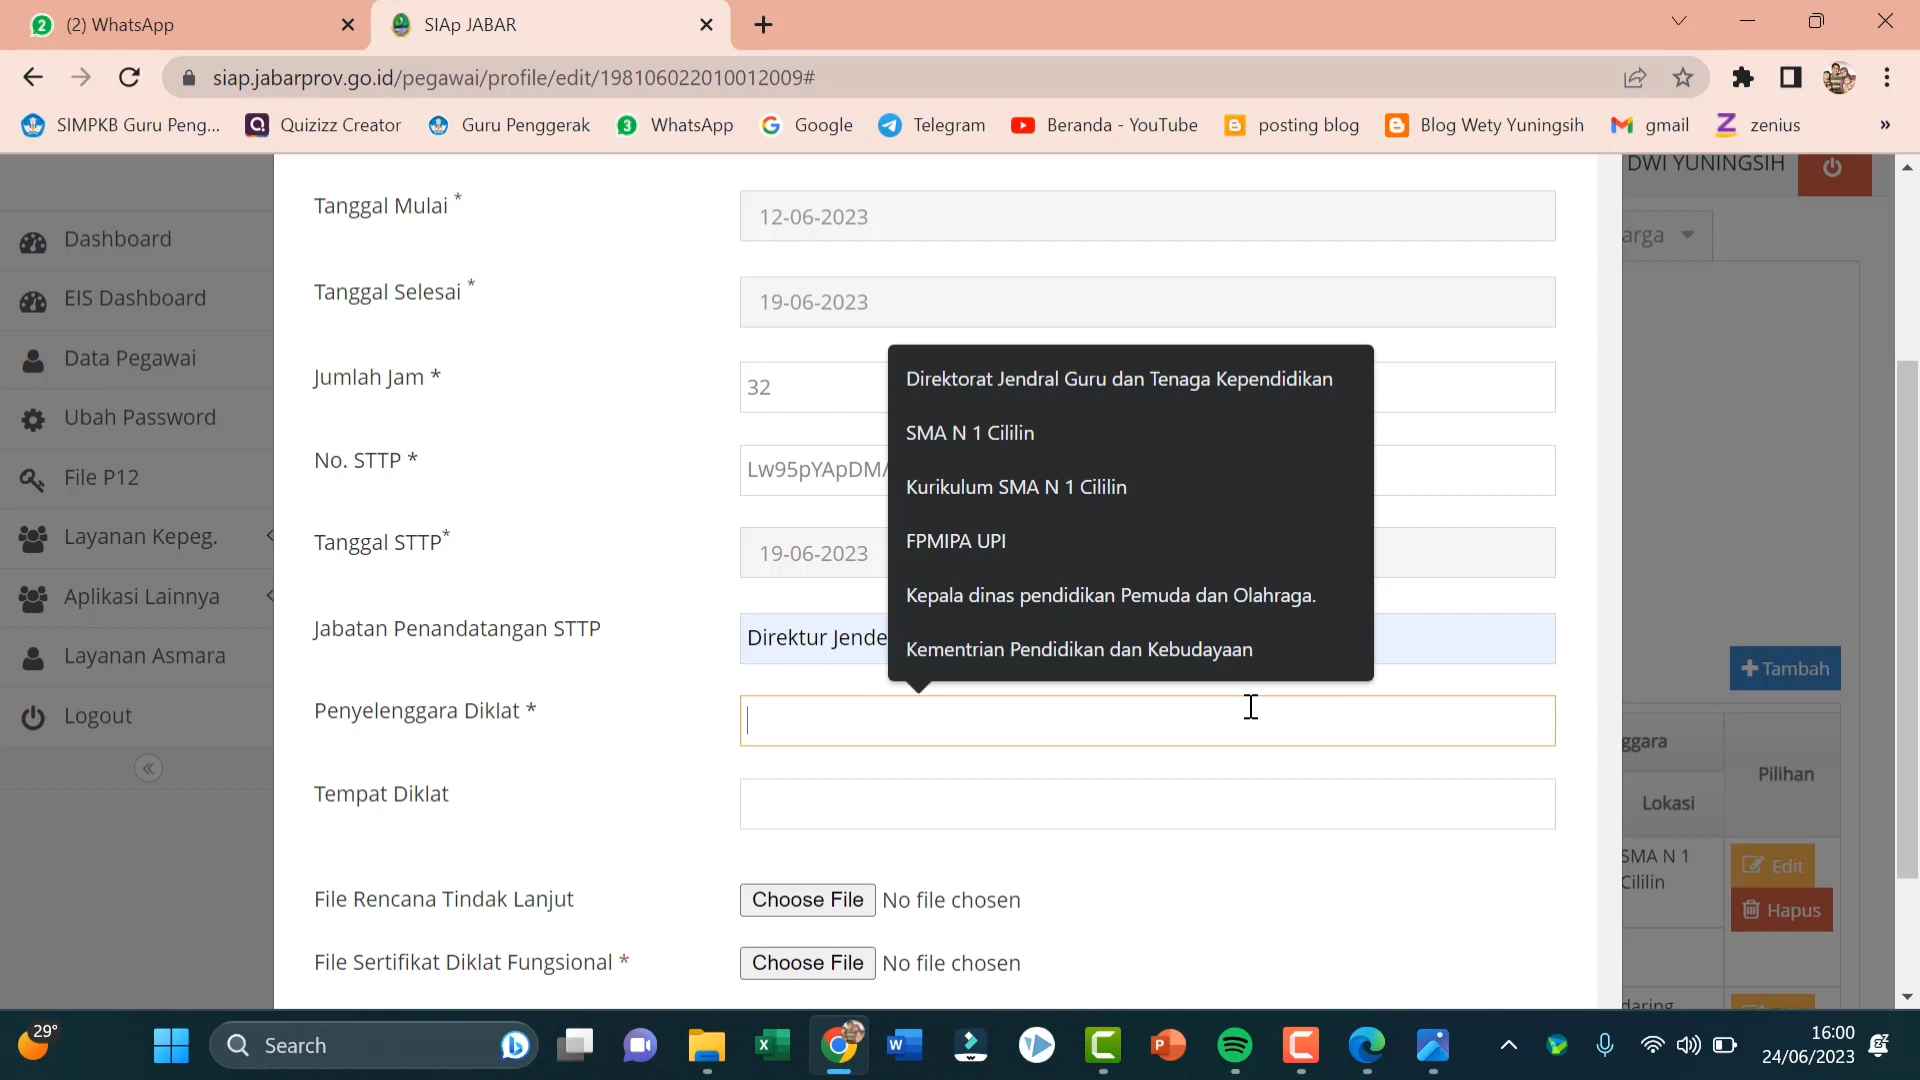 (2) WhatsApp
SIAp JABAR
siap.jabarprov.go.id/pegawai/profile/edit/198106022010012009#
SIMPKB Guru Peng...
Quizizz Creator
Guru Penggerak
WhatsApp
Google
Telegram
Beranda - YouTube
posting blog
Blog Wety Yuningsih
gmail
zenius
»
DWI YUNINGSIH
arga
Dashboard
EIS Dashboard
Data Pegawai
Ubah Password
File P12
Layanan Kepeg.
Aplikasi Lainnya
Layanan Asmara
Logout
Tanggal Mulai *
12-06-2023
Tanggal Selesai *
19-06-2023
Jumlah Jam *
32
No. STTP *
Lw95pYApDM/
Tanggal STTP*
19-06-2023
Jabatan Penandatangan STTP
Direktur Jende
Penyelenggara Diklat *
Tempat Diklat
File Rencana Tindak Lanjut
Choose File No file chosen
File Sertifikat Diklat Fungsional *
Choose File No file chosen
Direktorat Jendral Guru dan Tenaga Kependidikan
SMA N 1 Cililin
Kurikulum SMA N 1 Cililin
FPMIPA UPI
Kepala dinas pendidikan Pemuda dan Olahraga.
Kementrian Pendidikan dan Kebudayaan
Tambah
ggara
Pilihan
Lokasi
SMA N 1
Cililin
Edit
Hapus
daring
29°
Search
16:00
24/06/2023